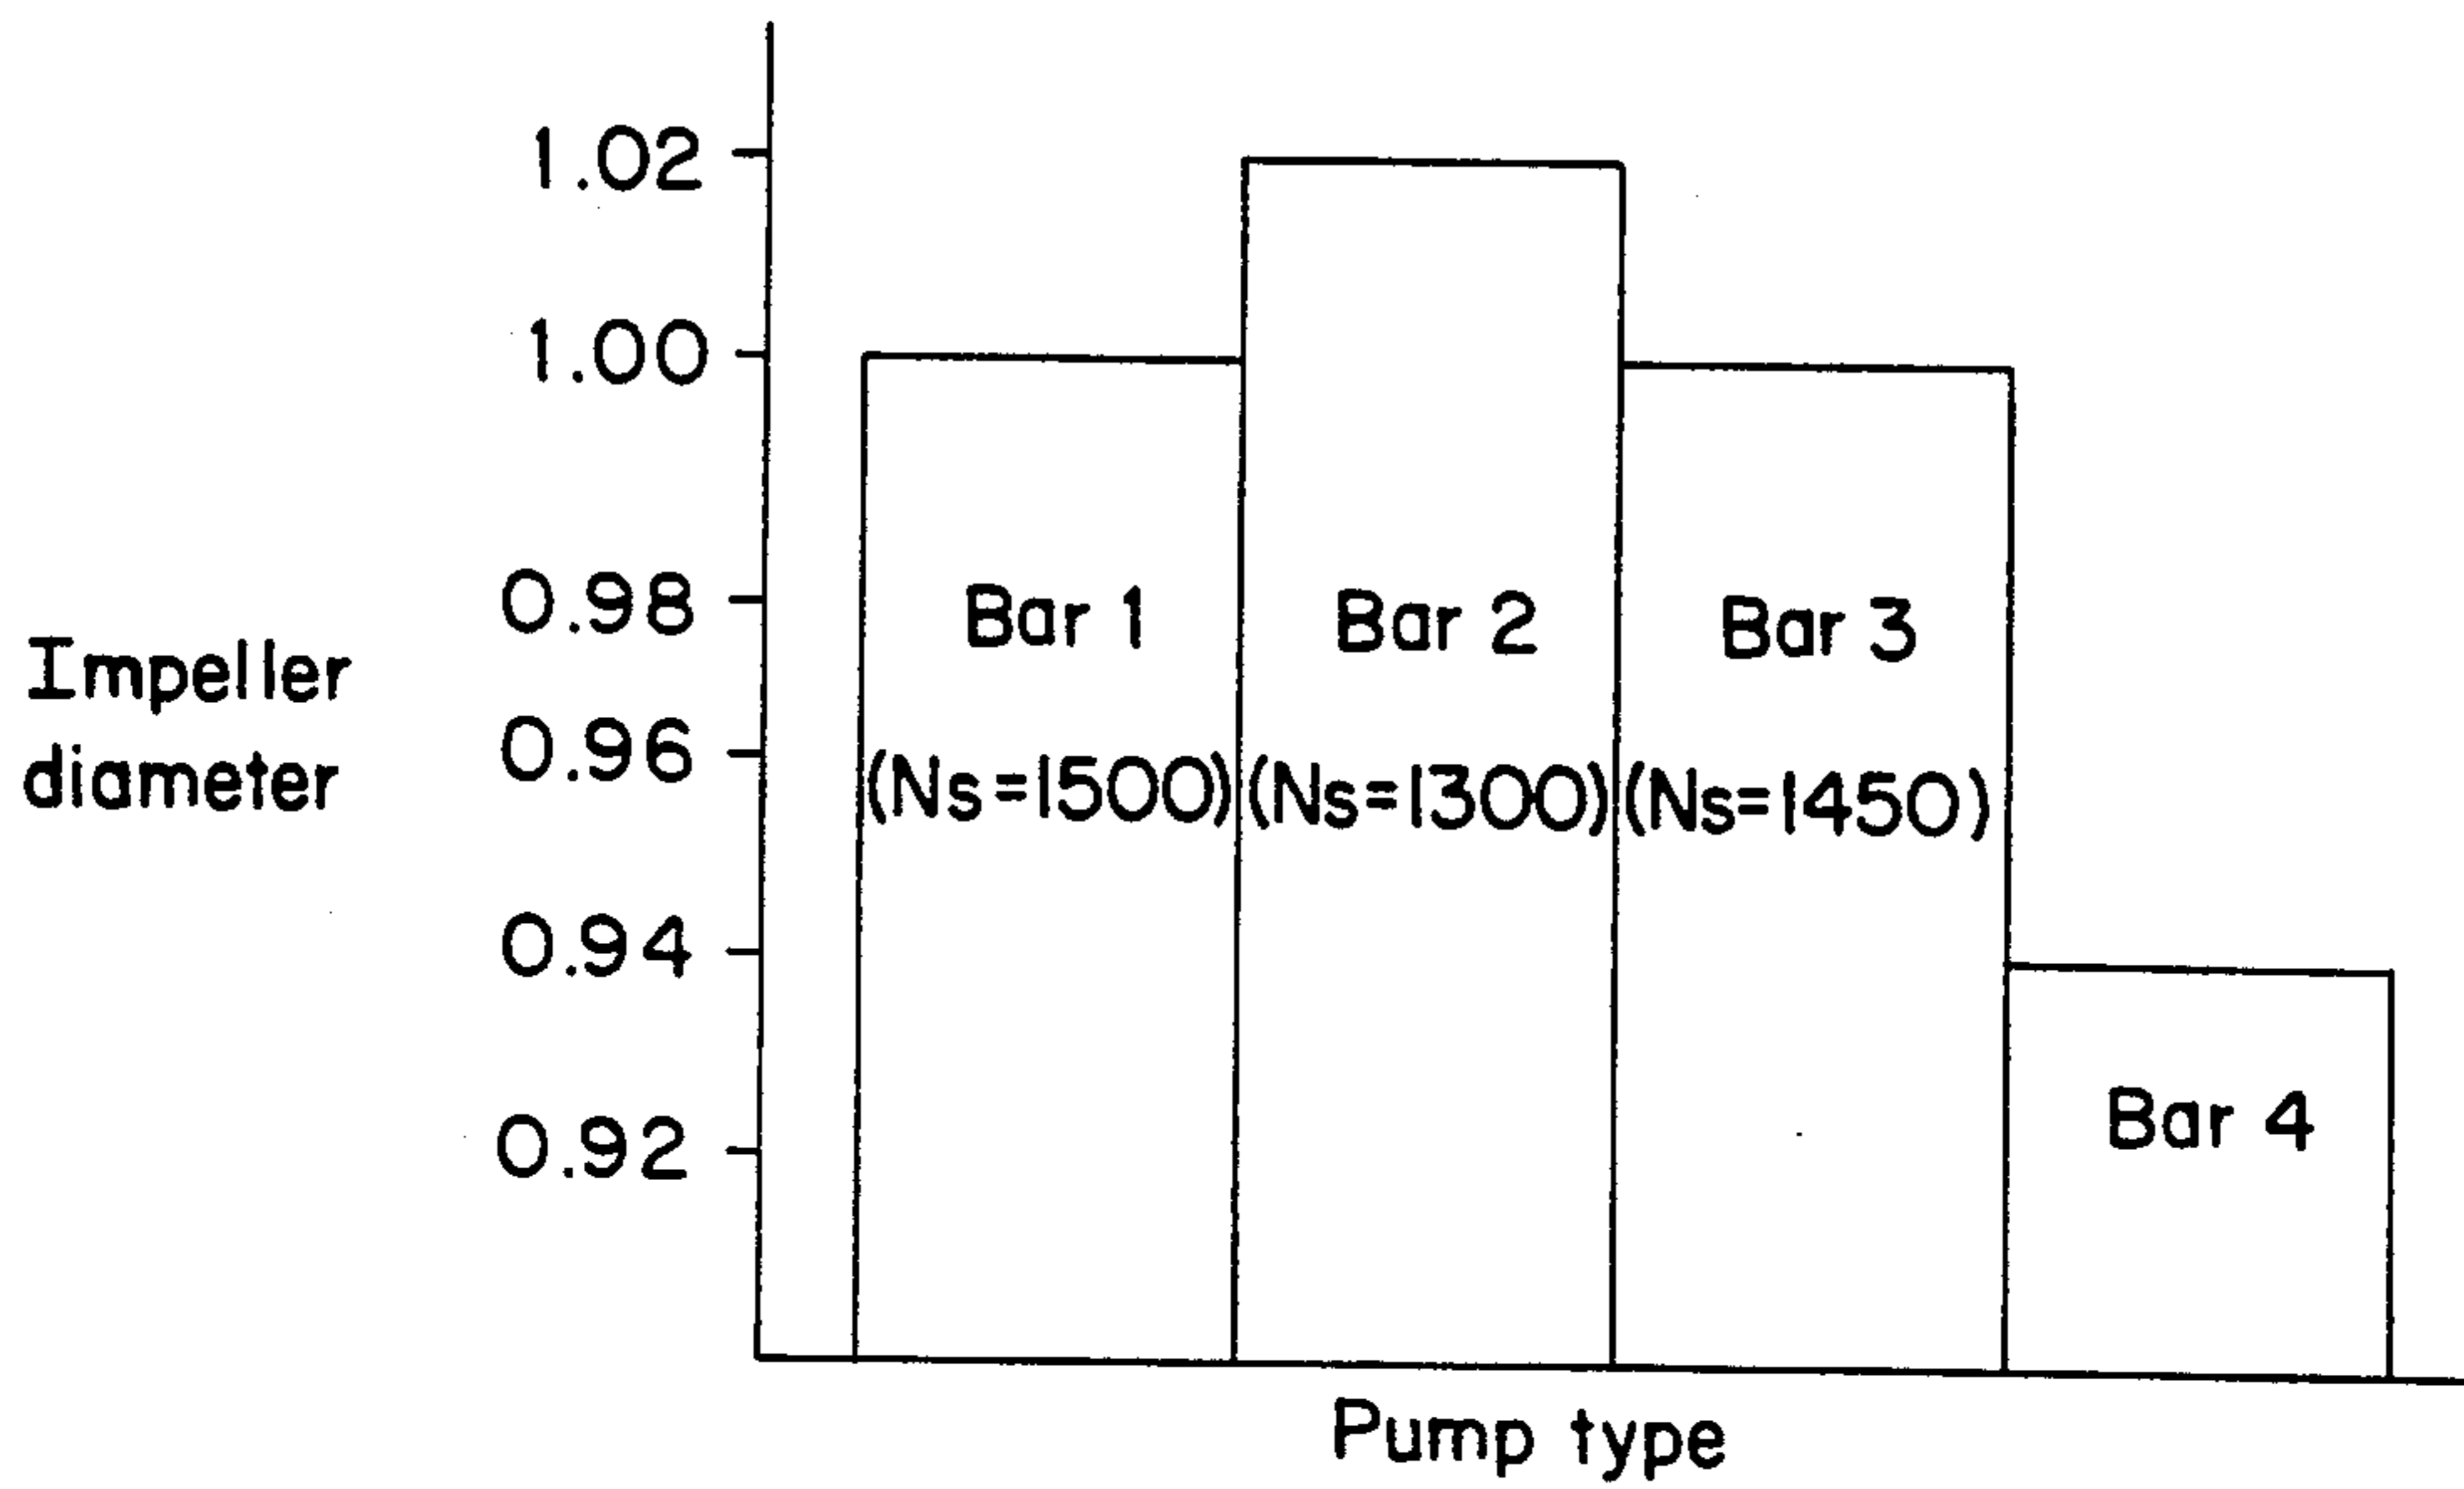 1.02
1.00
0.98
0.96
0.94
0.92
Impeller
diameter
Bar 1
Bar 2
Bar 3
(Ns=1500)
(Ns=1300)
(Ns=1450)
Bar 4
Pump type